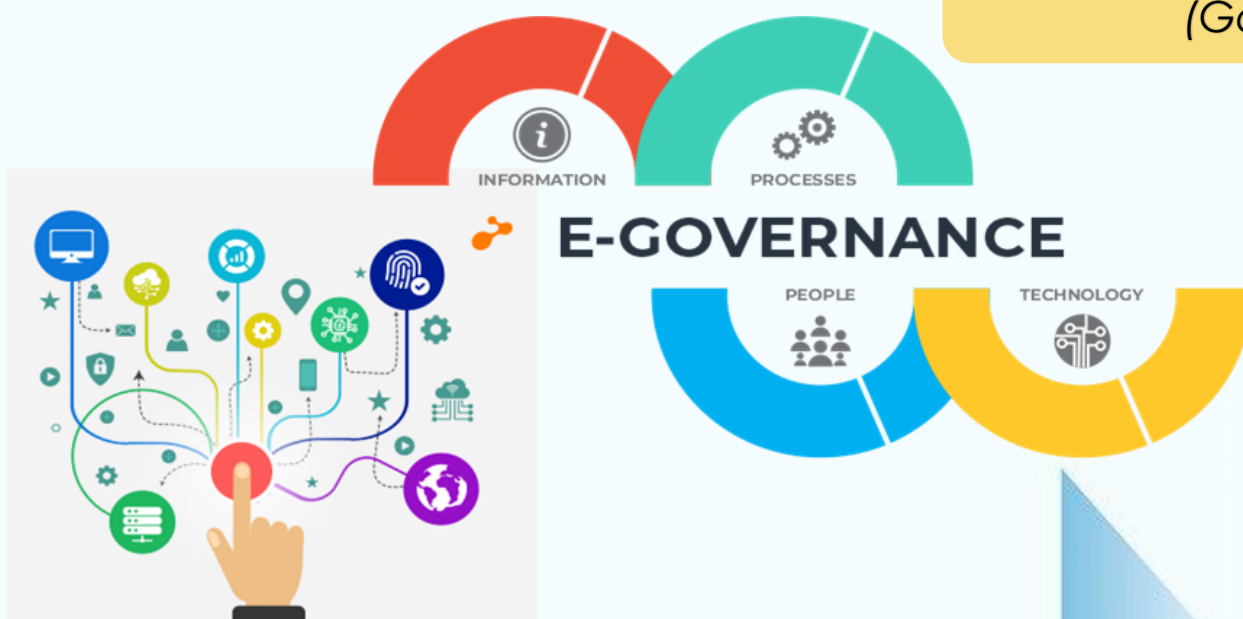 INFORMATION
PROCESSES
E-GOVERNANCE
PEOPLE
TECHNOLOGY